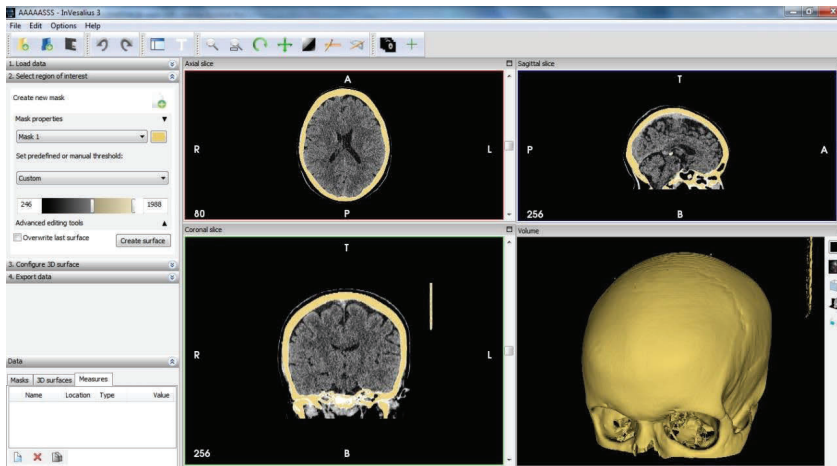 AAAAASSS - InVesalius 3
File Edit Options Help
1. Load data
2. Select region of interest
Create new mask
Mask properties
Mask 1
Set predefined or manual threshold:
Custom
246 1988
Advanced editing tools
Overwrite last surface
Create surface
3. Configure 3D surface
4. Export data
Data
Masks 3D surfaces Measures
Name Location Type Value
Axial slice
A
R L
80 P
Sagittal slice
T
P A
256 B
Coronal slice
T
R L
256 B
Volume